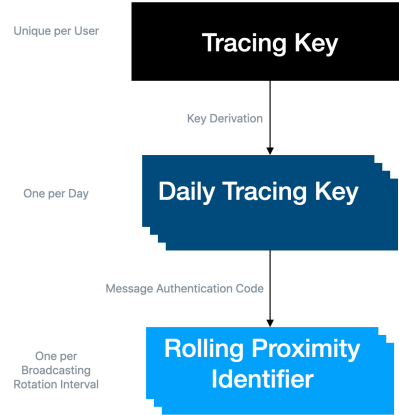 Unique per User
Tracing Key
Key Derivation
One per Day
Daily Tracing Key
Message Authentication Code
One per
Broadcasting
Rotation Interval
Rolling Proximity
Identifier